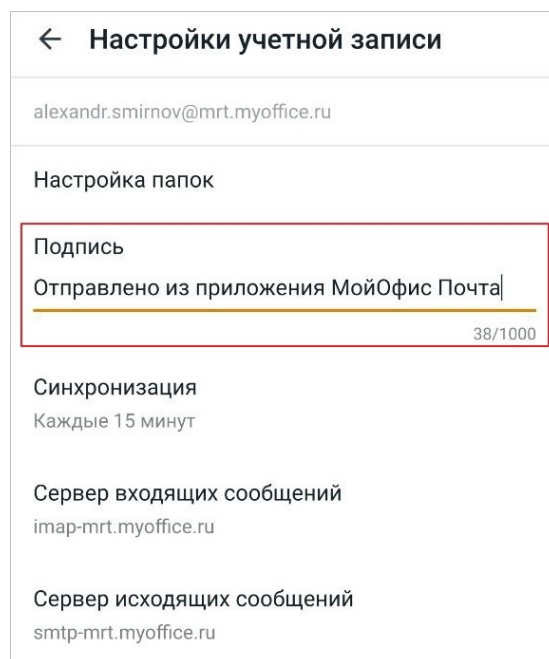 Настройки учетной записи
alexandr.smirnov@mrt.myoffice.ru
Настройка папок
Подпись
Отправлено из приложения МойОфис Почта
38/1000
Синхронизация
Каждые 15 минут
Сервер входящих сообщений
imap-mrt.myoffice.ru
Сервер исходящих сообщений
smtp-mrt.myoffice.ru